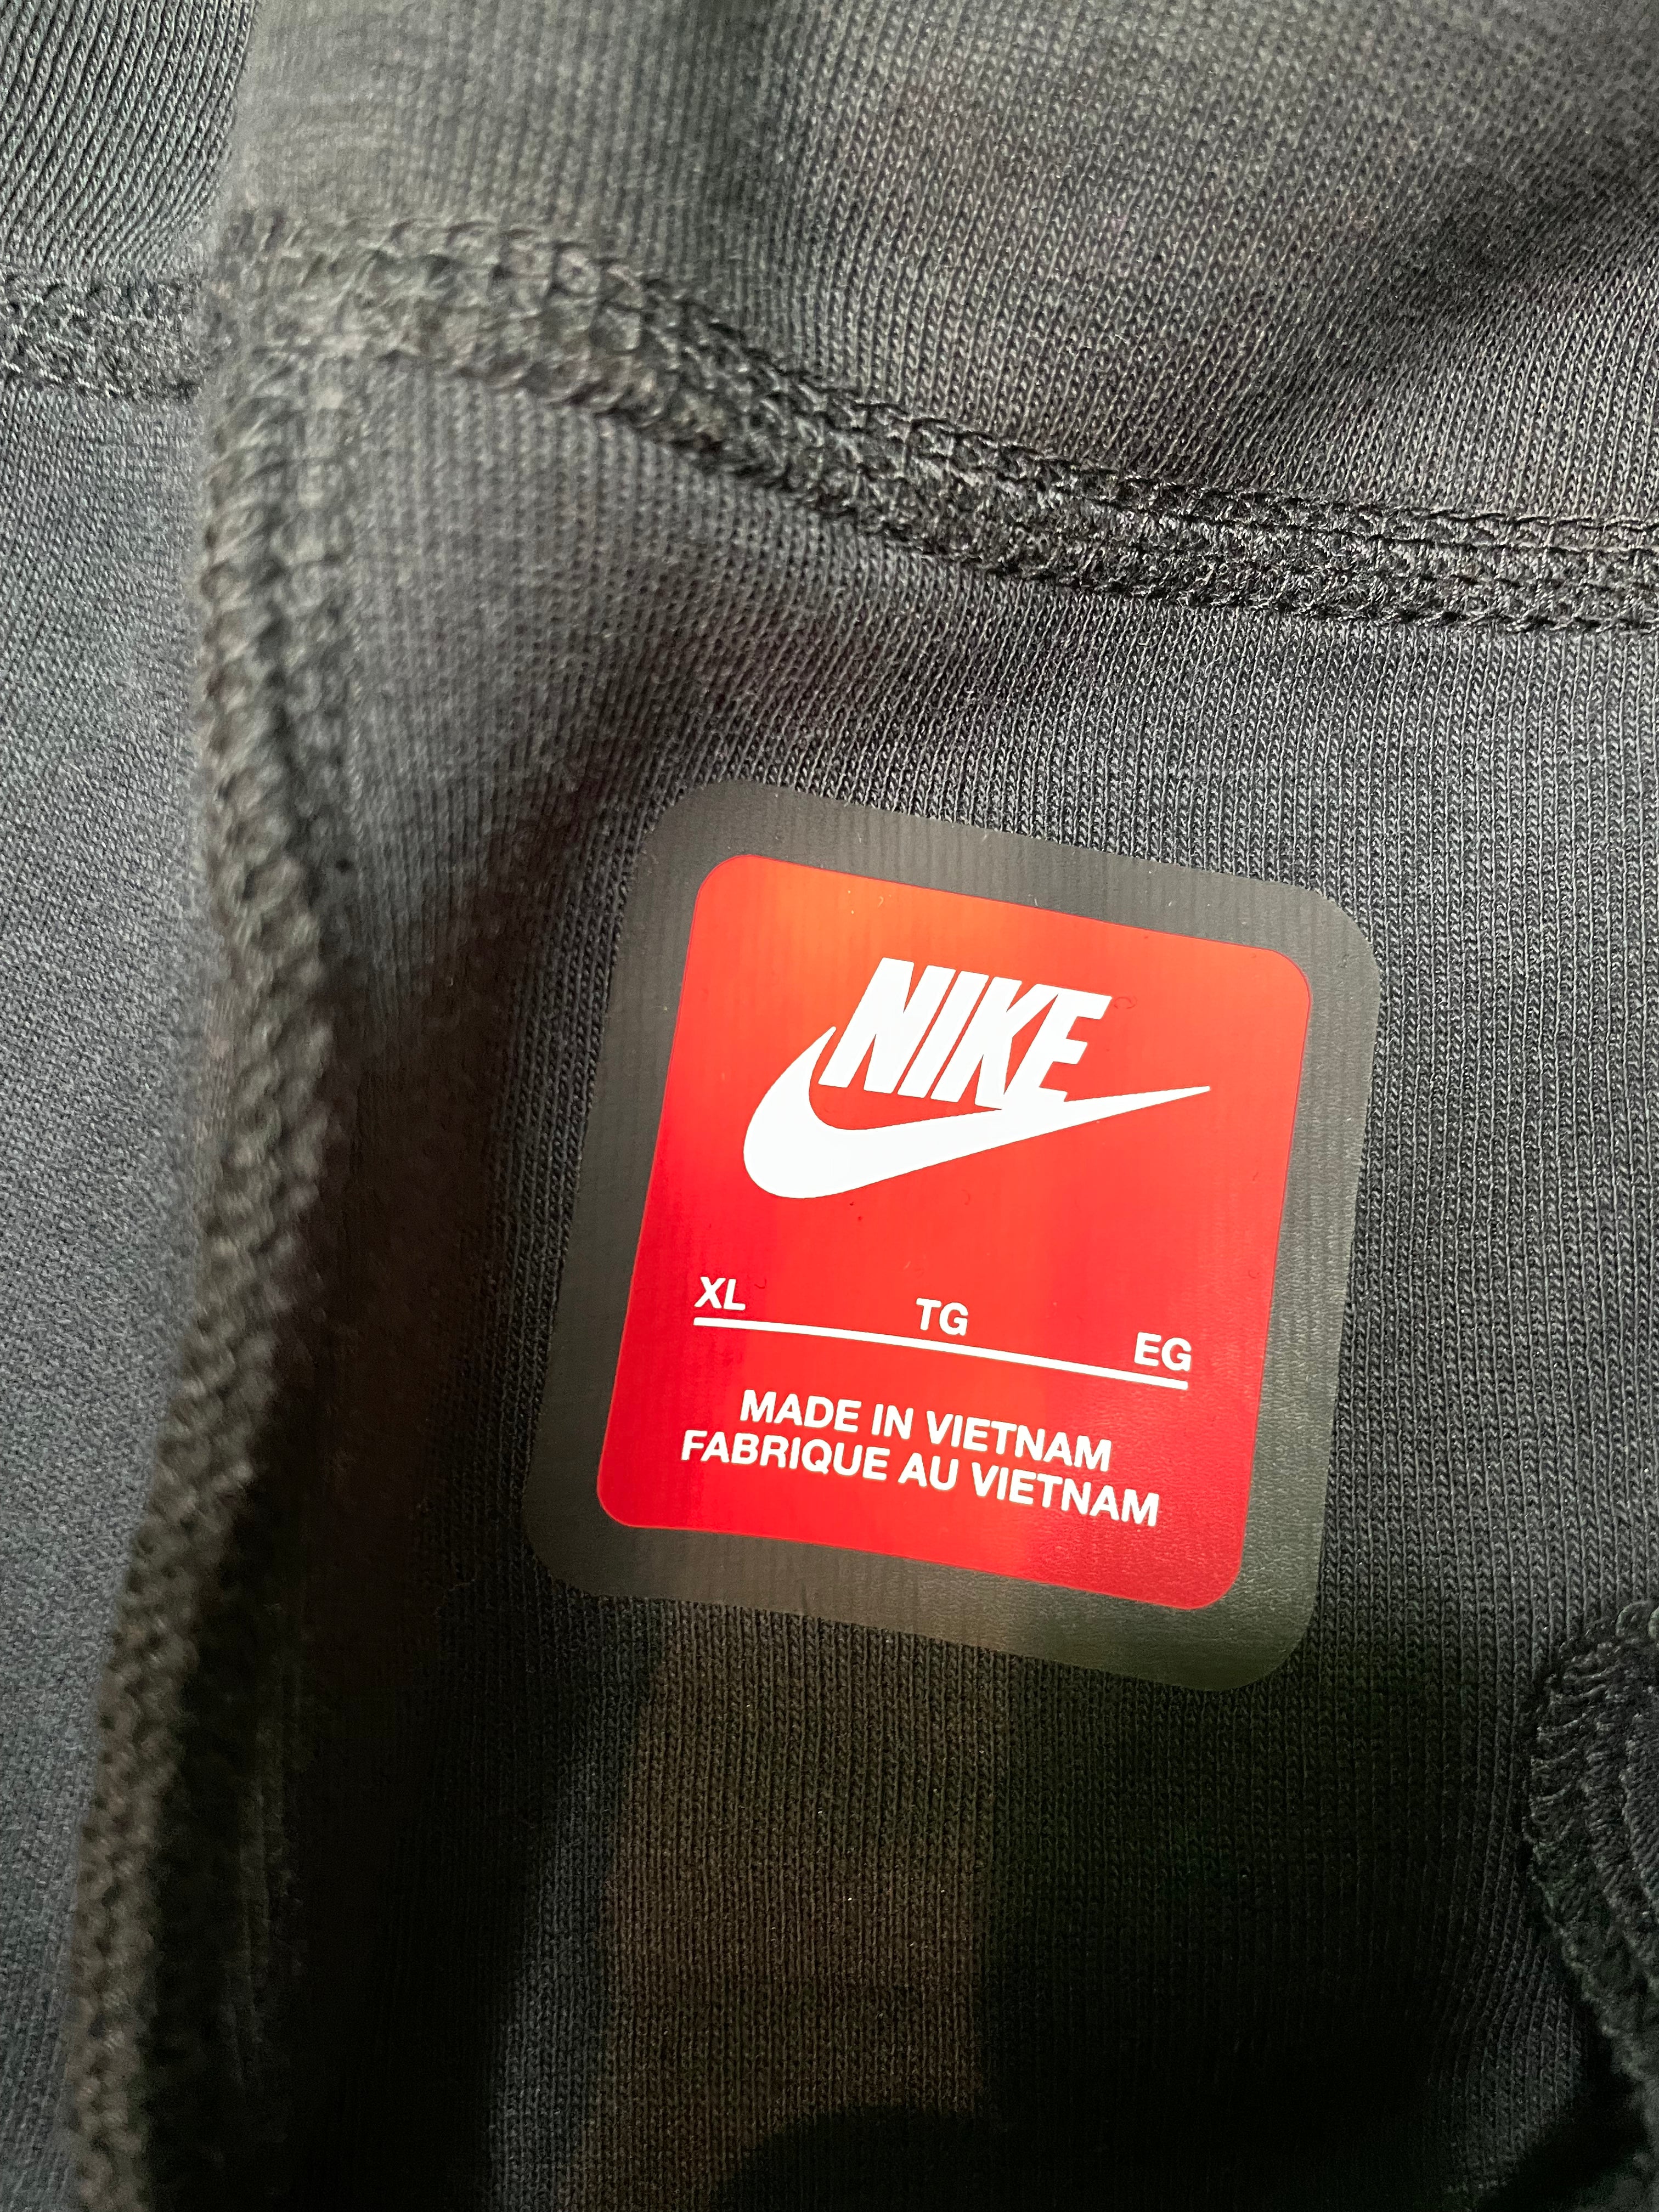 NIKE
XL TG EG
MADE IN VIETNAM
FABRIQUE AU VIETNAM